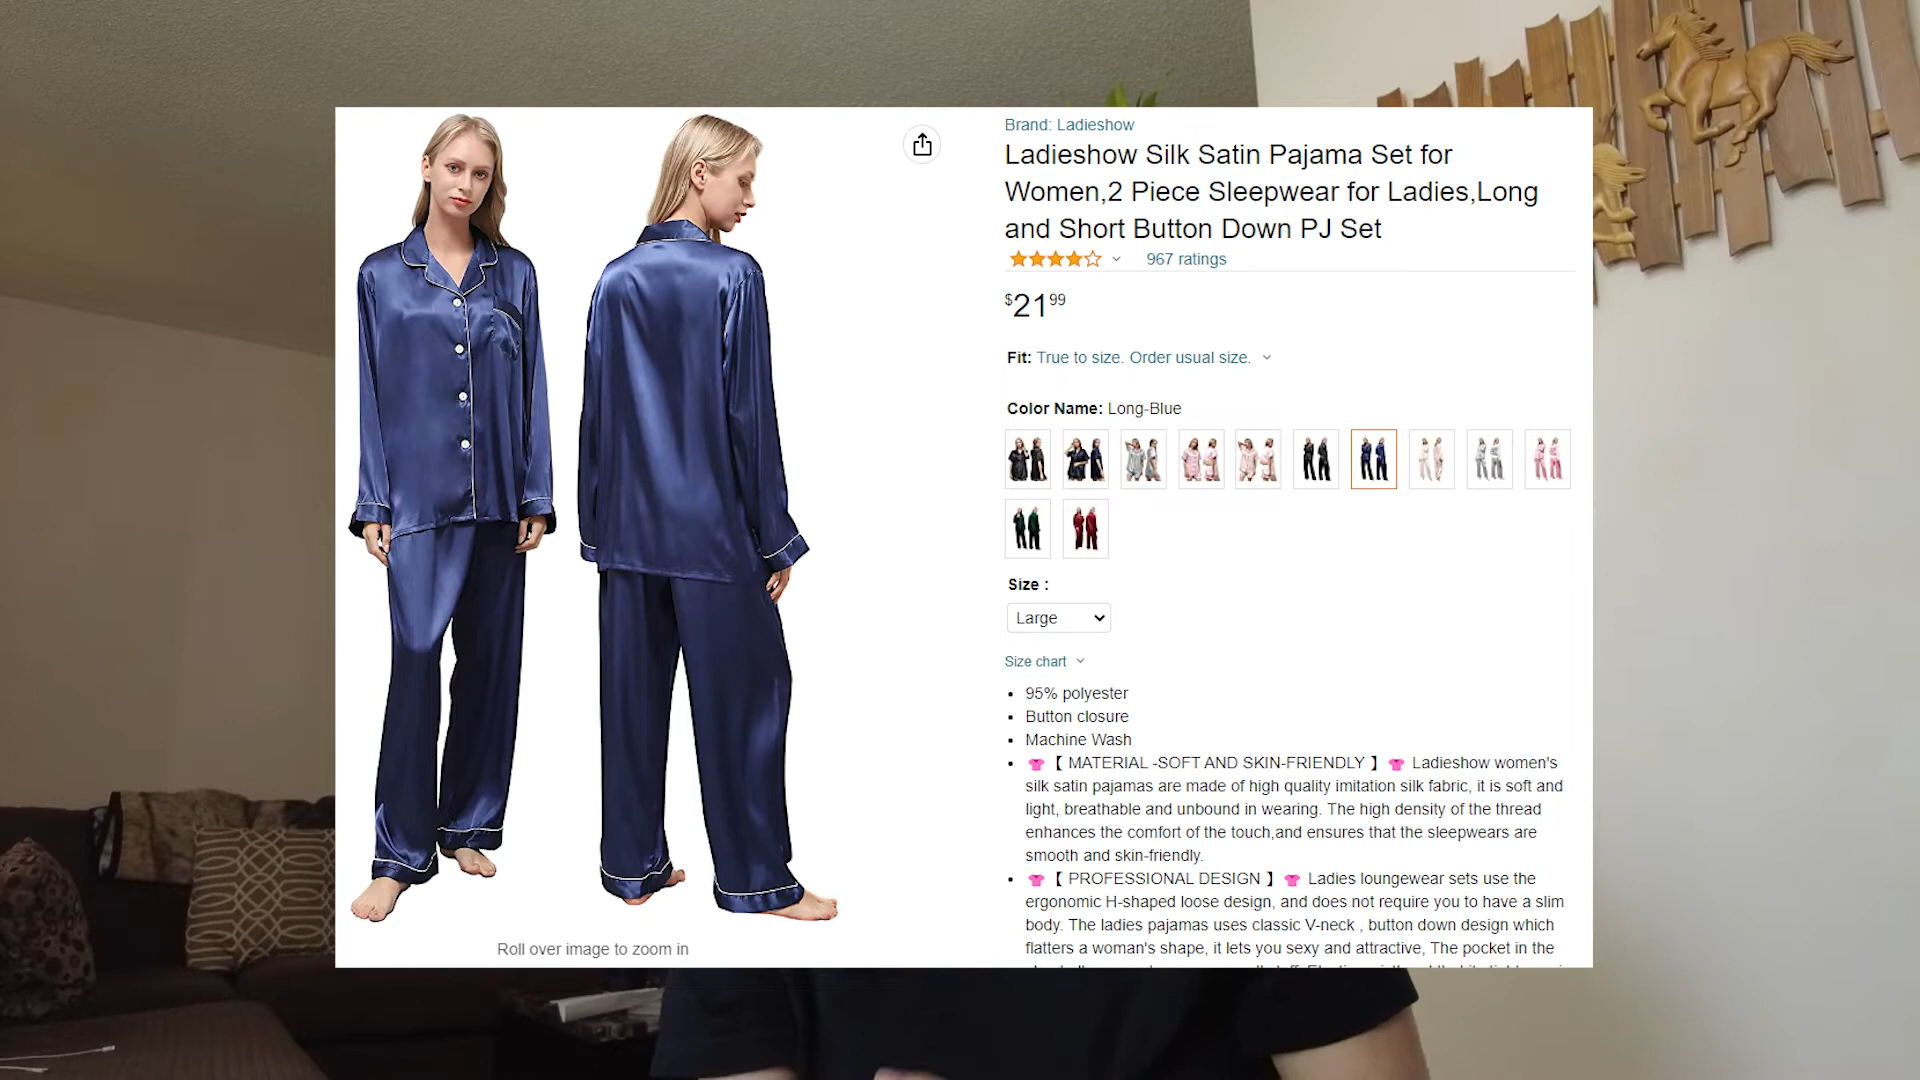 Brand: Ladieshow
Ladieshow Silk Satin Pajama Set for
Women,2 Piece Sleepwear for Ladies,Long
and Short Button Down PJ Set
967 ratings
$21.99
Fit: True to size. Order usual size.
Color Name: Long-Blue
Size :
Large
Size chart
• 95% polyester
• Button closure
• Machine Wash
• 👚【 MATERIAL -SOFT AND SKIN-FRIENDLY 】👚 Ladieshow women's
silk satin pajamas are made of high quality imitation silk fabric, it is soft and
light, breathable and unbound in wearing. The high density of the thread
enhances the comfort of the touch,and ensures that the sleepwears are
smooth and skin-friendly.
• 👚【 PROFESSIONAL DESIGN 】👚 Ladies loungewear sets use the
ergonomic H-shaped loose design, and does not require you to have a slim
body. The ladies pajamas uses classic V-neck , button down design which
flatters a woman's shape, it lets you sexy and attractive, The pocket in the
Roll over image to zoom in